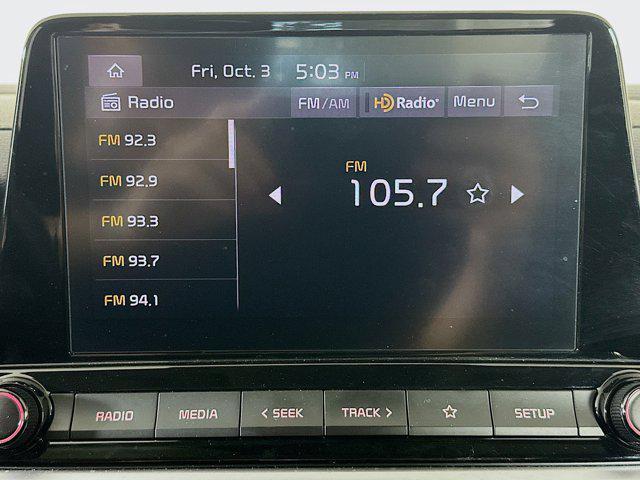 Fri, Oct. 3 5:03 PM
Radio FM/AM HD Radio Menu
FM 92.3
FM 92.9
FM 93.3
FM 93.7
FM 94.1
FM
105.7
RADIO MEDIA < SEEK TRACK > SETUP